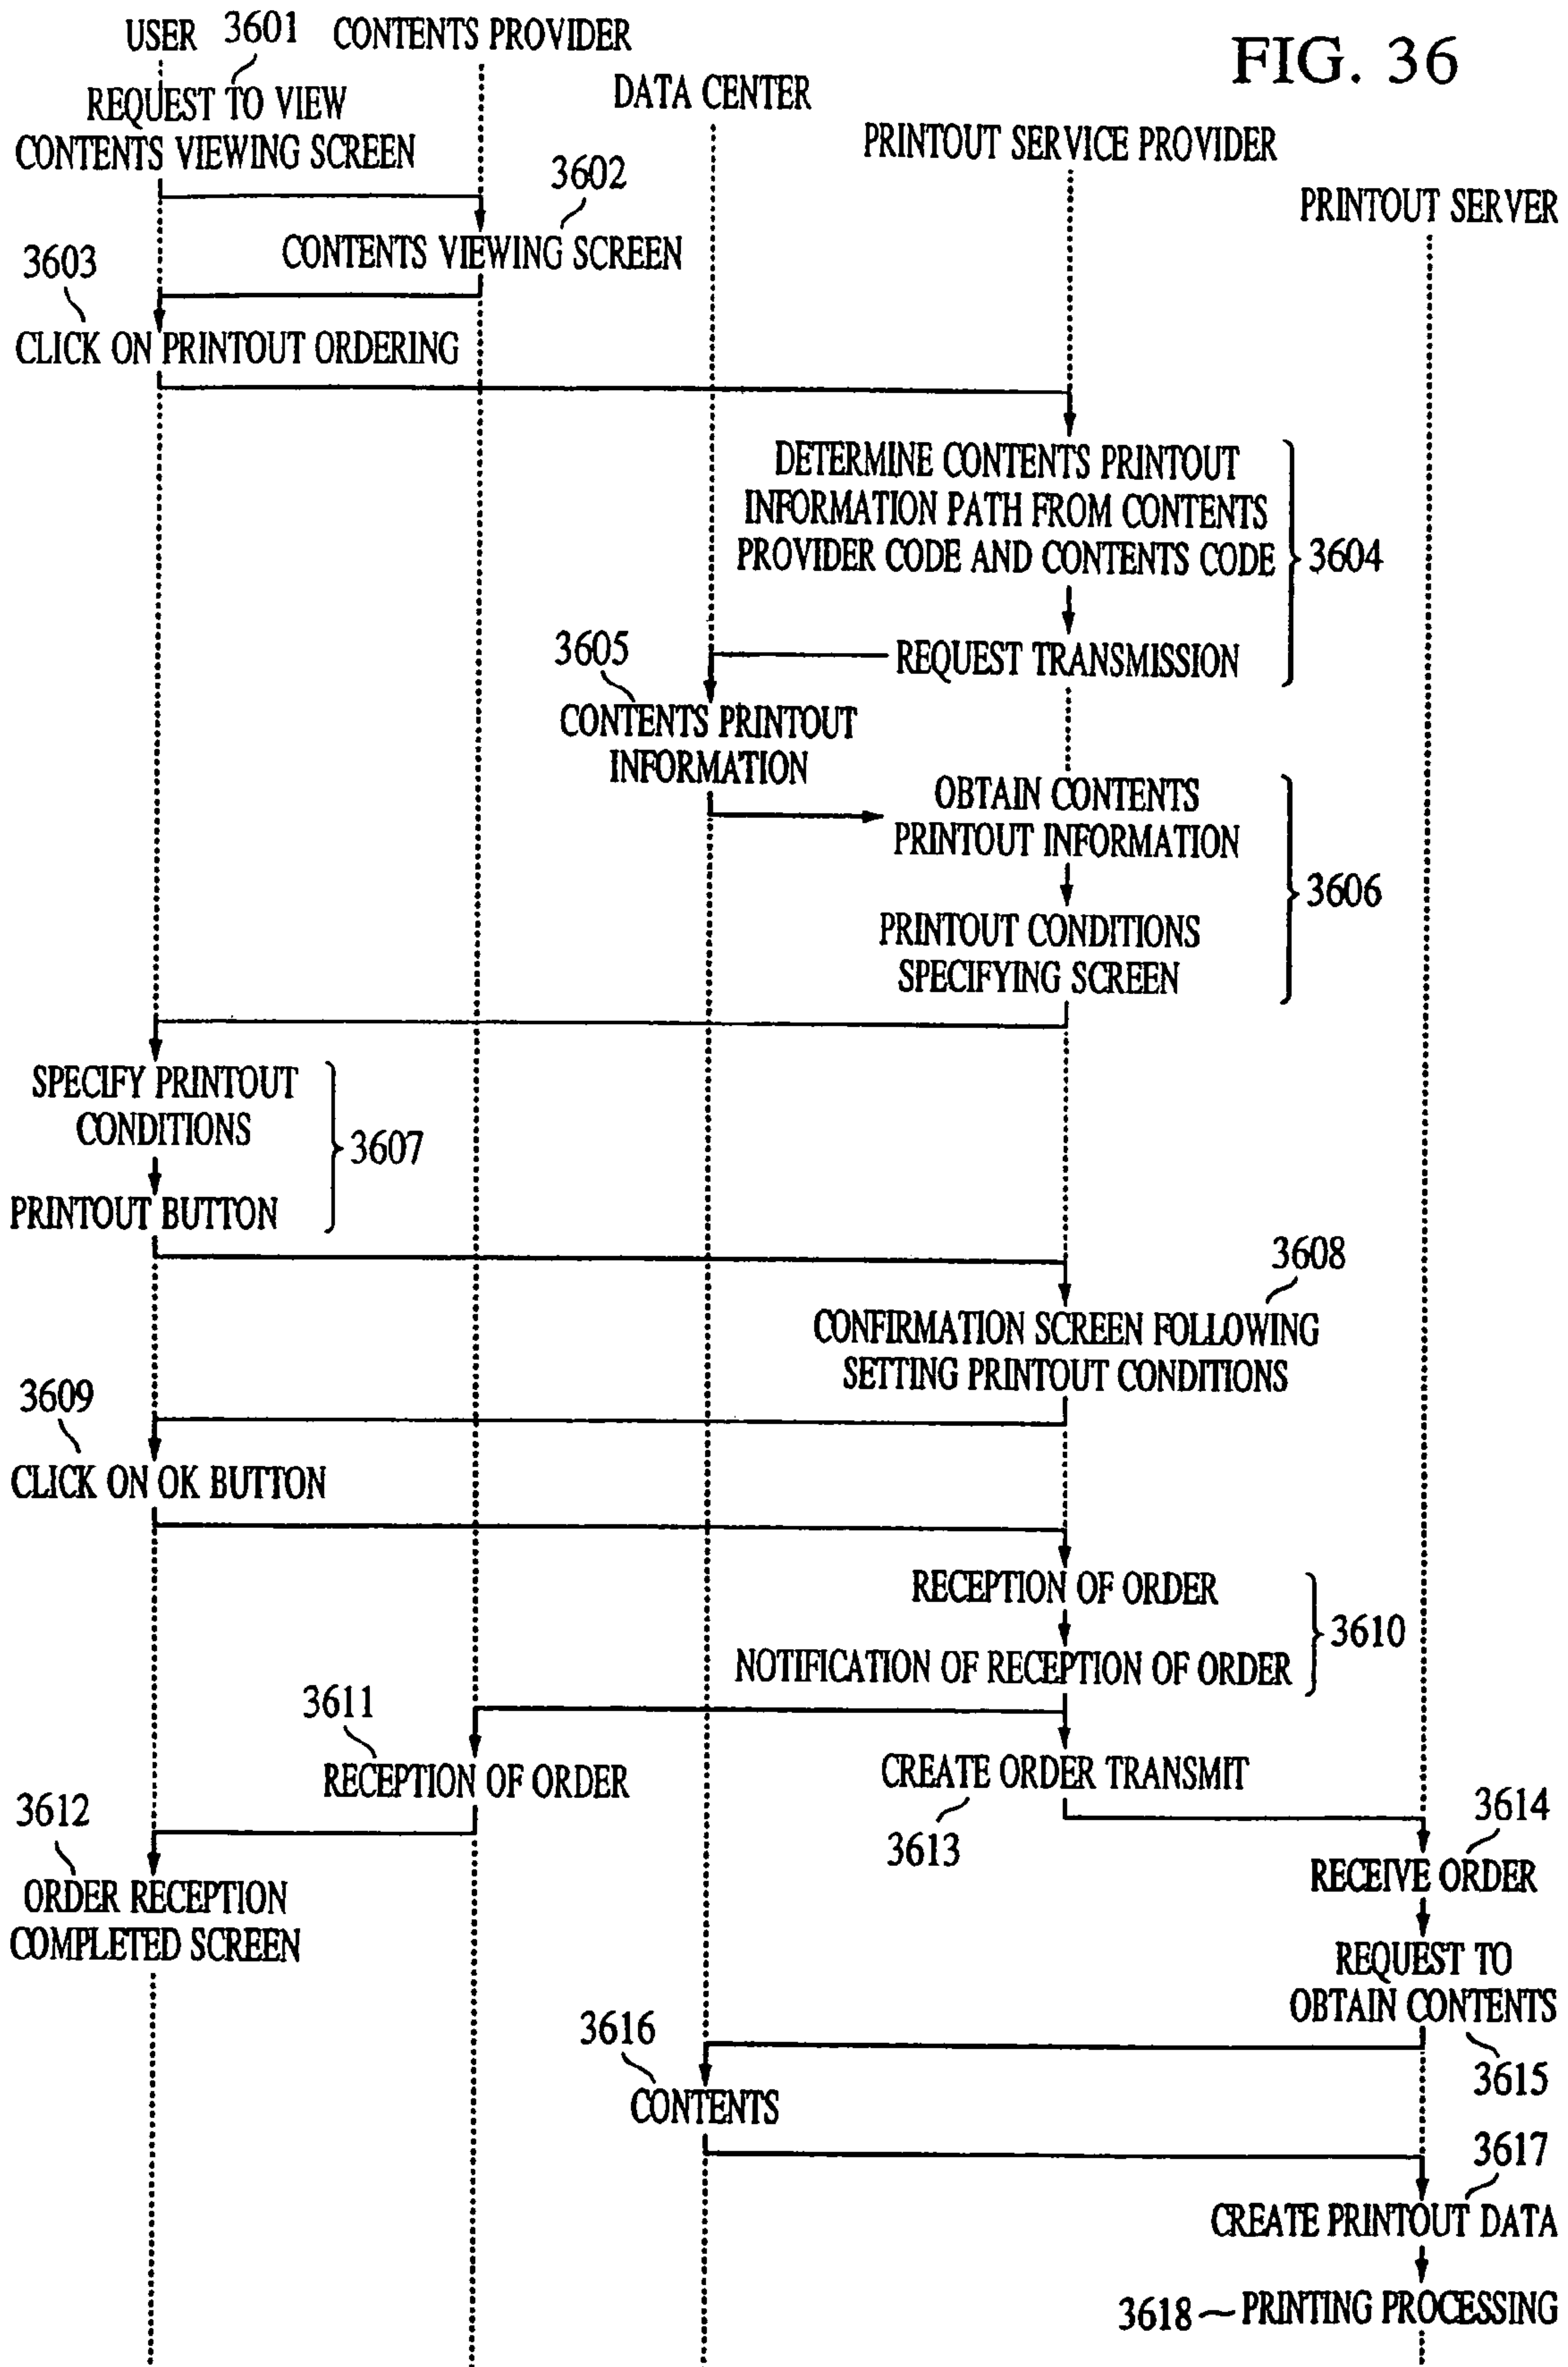 FIG. 36
USER
3601
CONTENTS PROVIDER
DATA CENTER
PRINTOUT SERVICE PROVIDER
PRINTOUT SERVER
REQUEST TO VIEW
CONTENTS VIEWING SCREEN
3602
CONTENTS VIEWING SCREEN
3603
CLICK ON PRINTOUT ORDERING
DETERMINE CONTENTS PRINTOUT
INFORMATION PATH FROM CONTENTS
PROVIDER CODE AND CONTENTS CODE
3604
REQUEST TRANSMISSION
3605
CONTENTS PRINTOUT
INFORMATION
OBTAIN CONTENTS
PRINTOUT INFORMATION
3606
PRINTOUT CONDITIONS
SPECIFYING SCREEN
SPECIFY PRINTOUT
CONDITIONS
3607
PRINTOUT BUTTON
3608
CONFIRMATION SCREEN FOLLOWING
SETTING PRINTOUT CONDITIONS
3609
CLICK ON OK BUTTON
RECEPTION OF ORDER
3610
NOTIFICATION OF RECEPTION OF ORDER
3611
RECEPTION OF ORDER
CREATE ORDER TRANSMIT
3613
3612
ORDER RECEPTION
COMPLETED SCREEN
3614
RECEIVE ORDER
REQUEST TO
OBTAIN CONTENTS
3615
3616
CONTENTS
3617
CREATE PRINTOUT DATA
3618
PRINTING PROCESSING